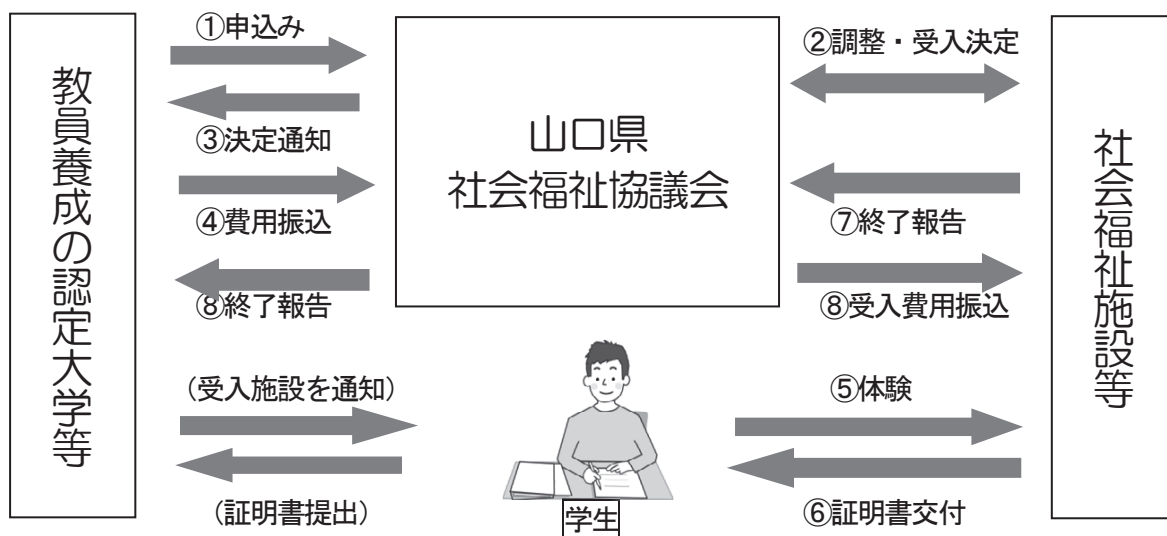 教員養成の認定大学等
①申込み
③決定通知
④費用振込
⑧終了報告
(受入施設を通知)
(証明書提出)
山口県
社会福祉協議会
学生
②調整・受入決定
⑦終了報告
⑧受入費用振込
⑤体験
⑥証明書交付
社会福祉施設等